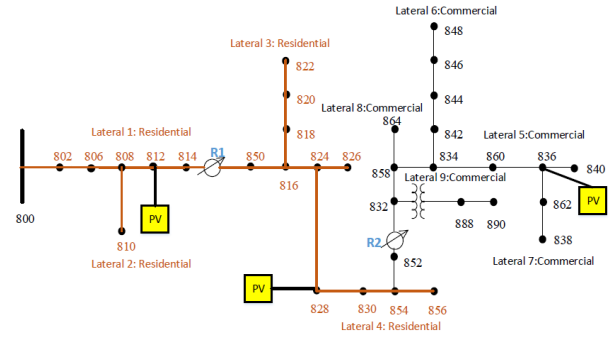 Lateral 6:Commercial
848
Lateral 3: Residential
822
846
820
Lateral 8:Commercial
864
844
Lateral 1: Residential
R1
818
842
Lateral 5:Commercial
802
806
808
812
814
850
816
824
826
858
834
860
836
840
Lateral 9:Commercial
800
PV
832
888
890
862
PV
810
R2
838
Lateral 2: Residential
852
Lateral 7:Commercial
PV
828
830
854
856
Lateral 4: Residential